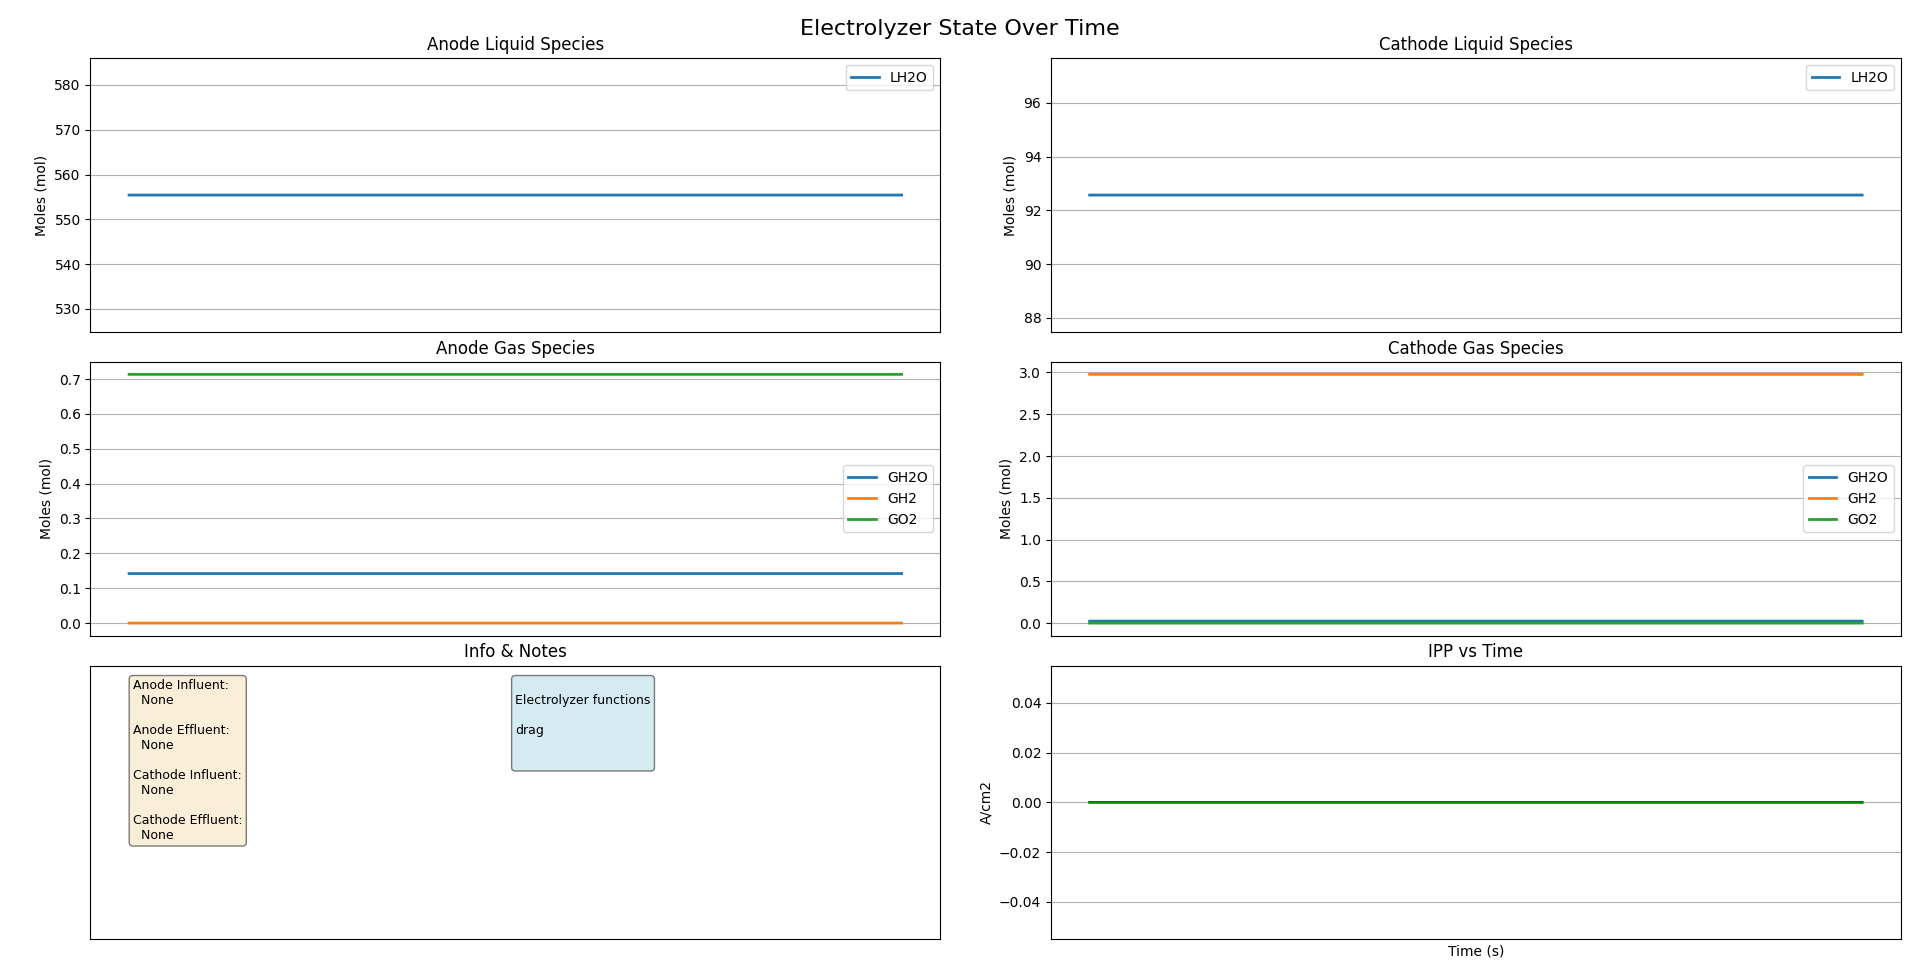 Electrolyzer State Over Time
Anode Liquid Species
580
570
560
550
540
530
Moles (mol)
LH2O
Cathode Liquid Species
96
94
92
90
88
Moles (mol)
LH2O
Anode Gas Species
0.7
0.6
0.5
0.4
0.3
0.2
0.1
0.0
Moles (mol)
GH2O
GH2
GO2
Cathode Gas Species
3.0
2.5
2.0
1.5
1.0
0.5
0.0
Moles (mol)
GH2O
GH2
GO2
Info & Notes
Anode Influent:
None
Anode Effluent:
None
Cathode Influent:
None
Cathode Effluent:
None
Electrolyzer functions
drag
IPP vs Time
0.04
0.02
0.00
−0.02
−0.04
A/cm2
Time (s)